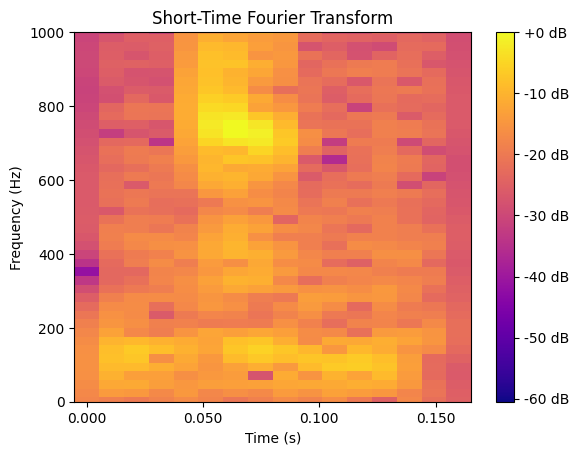 Short-Time Fourier Transform
1000
800
600
400
200
0
Frequency (Hz)
0.000
0.050
0.100
0.150
Time (s)
+0 dB
-10 dB
-20 dB
-30 dB
-40 dB
-50 dB
-60 dB